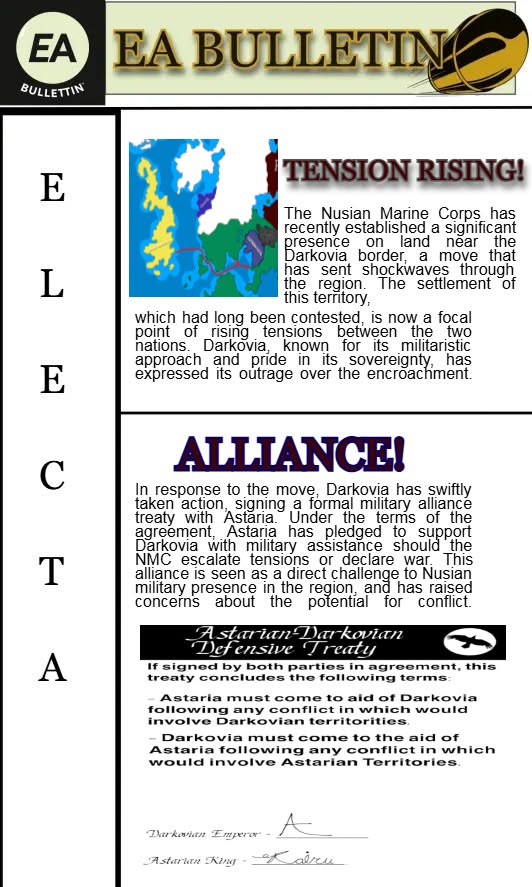 EA
BULLETTIN
EA BULLETIN
E
L
E
C
T
A
TENSION RISING!
The Nusian Marine Corps has
recently established a significant
presence on land near the
Darkovia border, a move that
has sent shockwaves through
the region. The settlement of
this territory,
which had long been contested, is now a focal
point of rising tensions between the two
nations. Darkovia, known for its militaristic
approach and pride in its sovereignty, has
expressed its outrage over the encroachment.
ALLIANCE!
In response to the move, Darkovia has swiftly
taken action, signing a formal military alliance
treaty with Astaria. Under the terms of the
agreement, Astaria has pledged to support
Darkovia with military assistance should the
NMC escalate tensions or declare war. This
alliance is seen as a direct challenge to Nusian
military presence in the region, and has raised
concerns about the potential for conflict.
Astarian-Darkovian
Defensive Treaty
If signed by both parties in agreement, this
treaty concludes the following terms:
- Astaria must come to aid of Darkovia
following any conflict in which would
involve Darkovian territorities.
- Darkovia must come to the aid of
Astaria following any conflict in which
would involve Astarian Territories.
Darkovian Emperor - A
Astarian King -